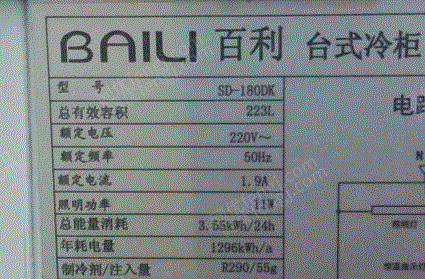 BAILI 百利 台式冷柜
型 号 SD-180DK
总有效容积 223L
额定电压 220V～
额定频率 50Hz
额定电流 1.9A
照明功率 11W
总能量消耗 3.55kWh/24h
年耗电量 1296kWh/a
制冷剂/注入量 R290/55g
电路
N
照明灯